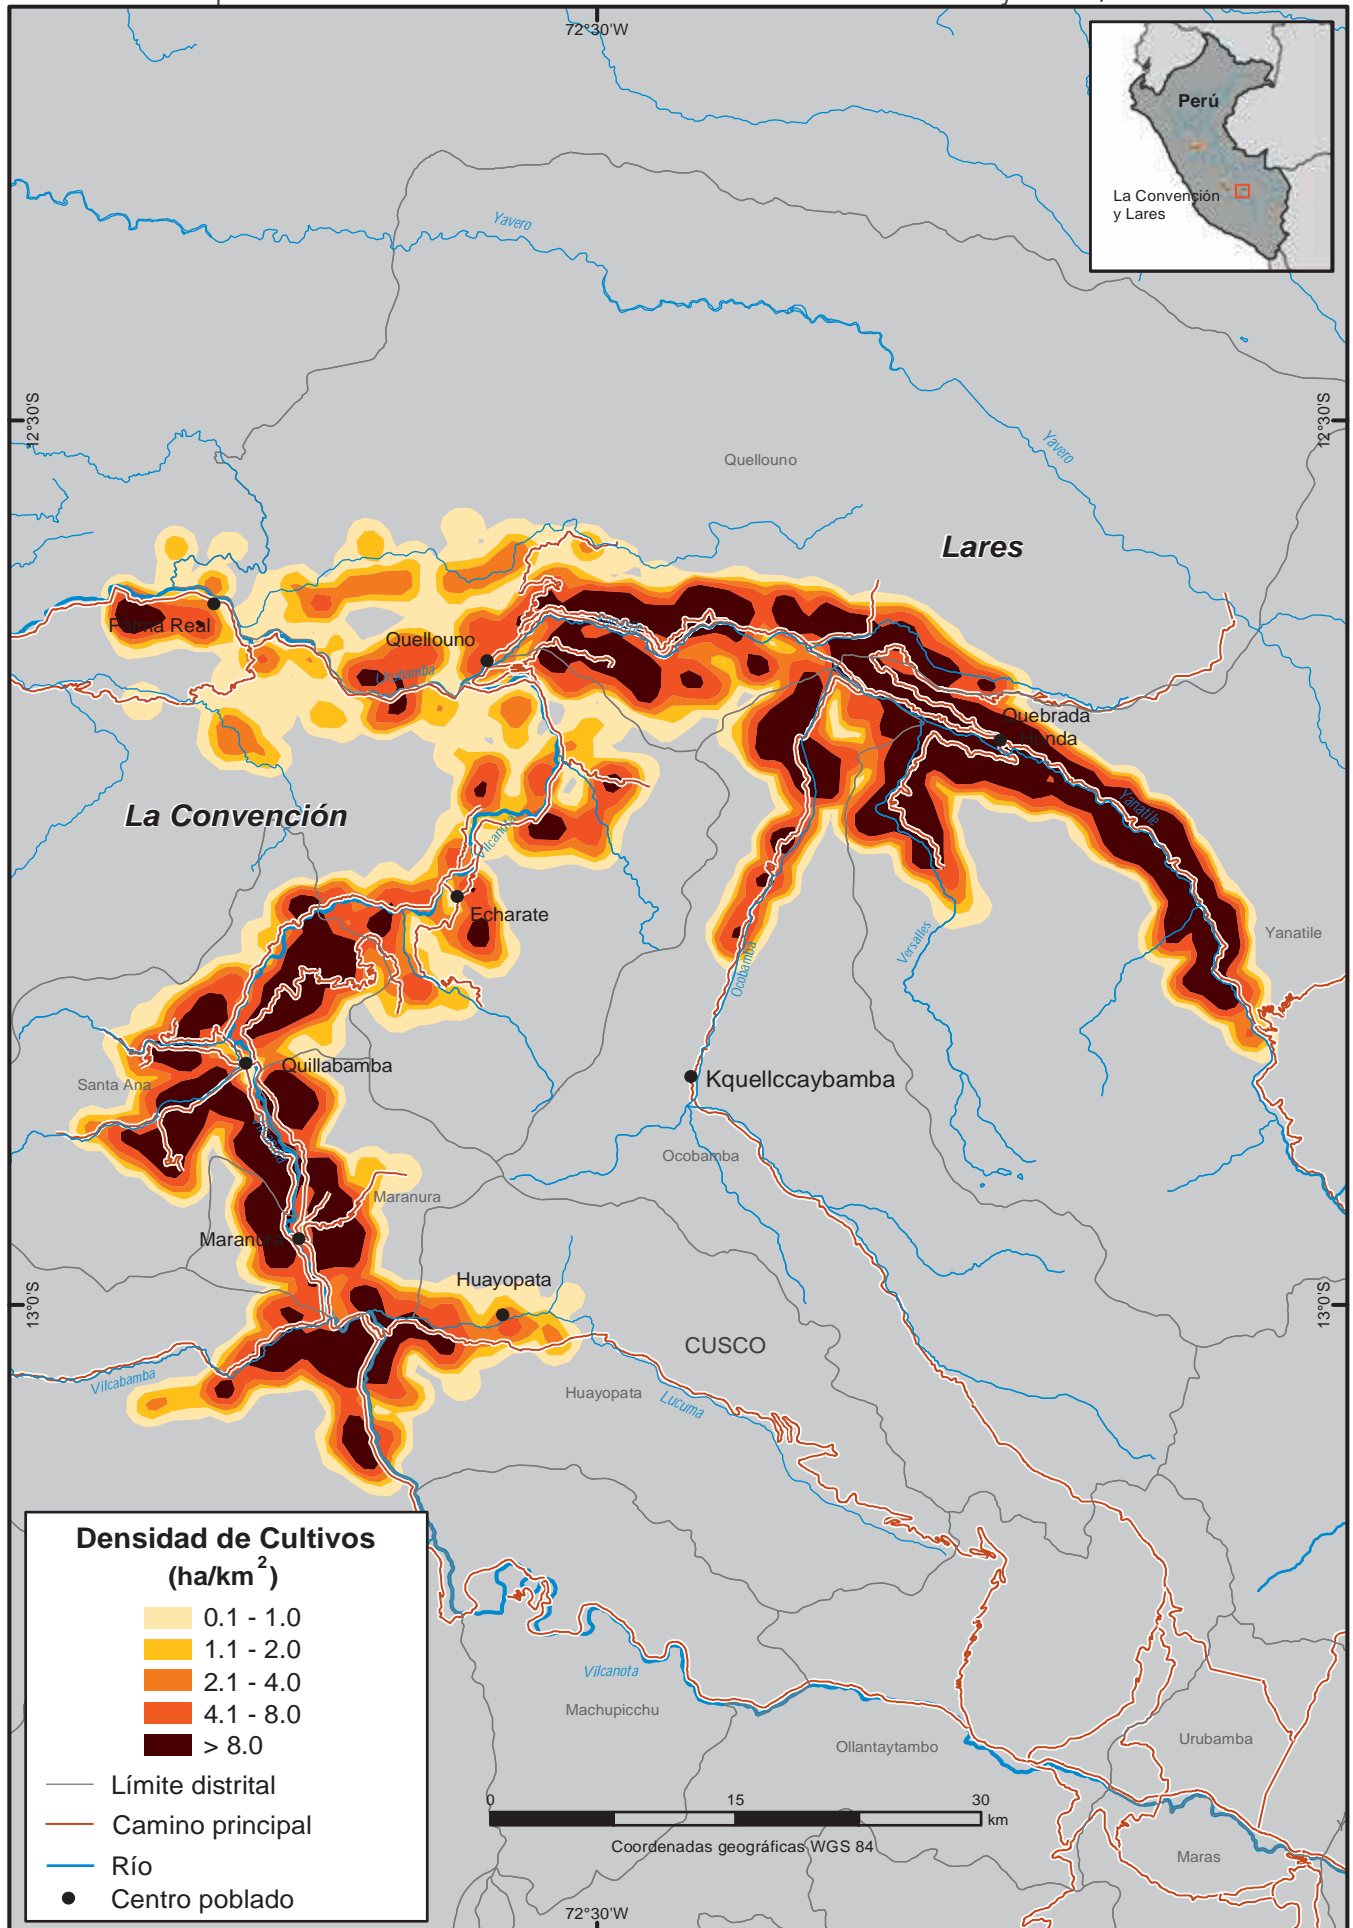 72°30'W
Perú
La Convención
y Lares
Yavero
12°30'S
12°30'S
Yavero
Quellouno
Lares
Palma Real
Quellouno
Urubamba
Quebrada
Honda
La Convención
Yanatile
Vilcanota
Echarate
Yanatile
Versalles
Ocobamba
Quillabamba
Kquellccaybamba
Santa Ana
Ocobamba
Maranura
Maranura
Huayopata
13°0'S
13°0'S
CUSCO
Vilcabamba
Huayopata
Lucuma
Densidad de Cultivos
(ha/km²)
0.1 - 1.0
1.1 - 2.0
2.1 - 4.0
4.1 - 8.0
> 8.0
Límite distrital
Camino principal
Río
Centro poblado
Vilcanota
Machupicchu
Ollantaytambo
Urubamba
0 15 30
km
Coordenadas geográficas WGS 84
Maras
72°30'W